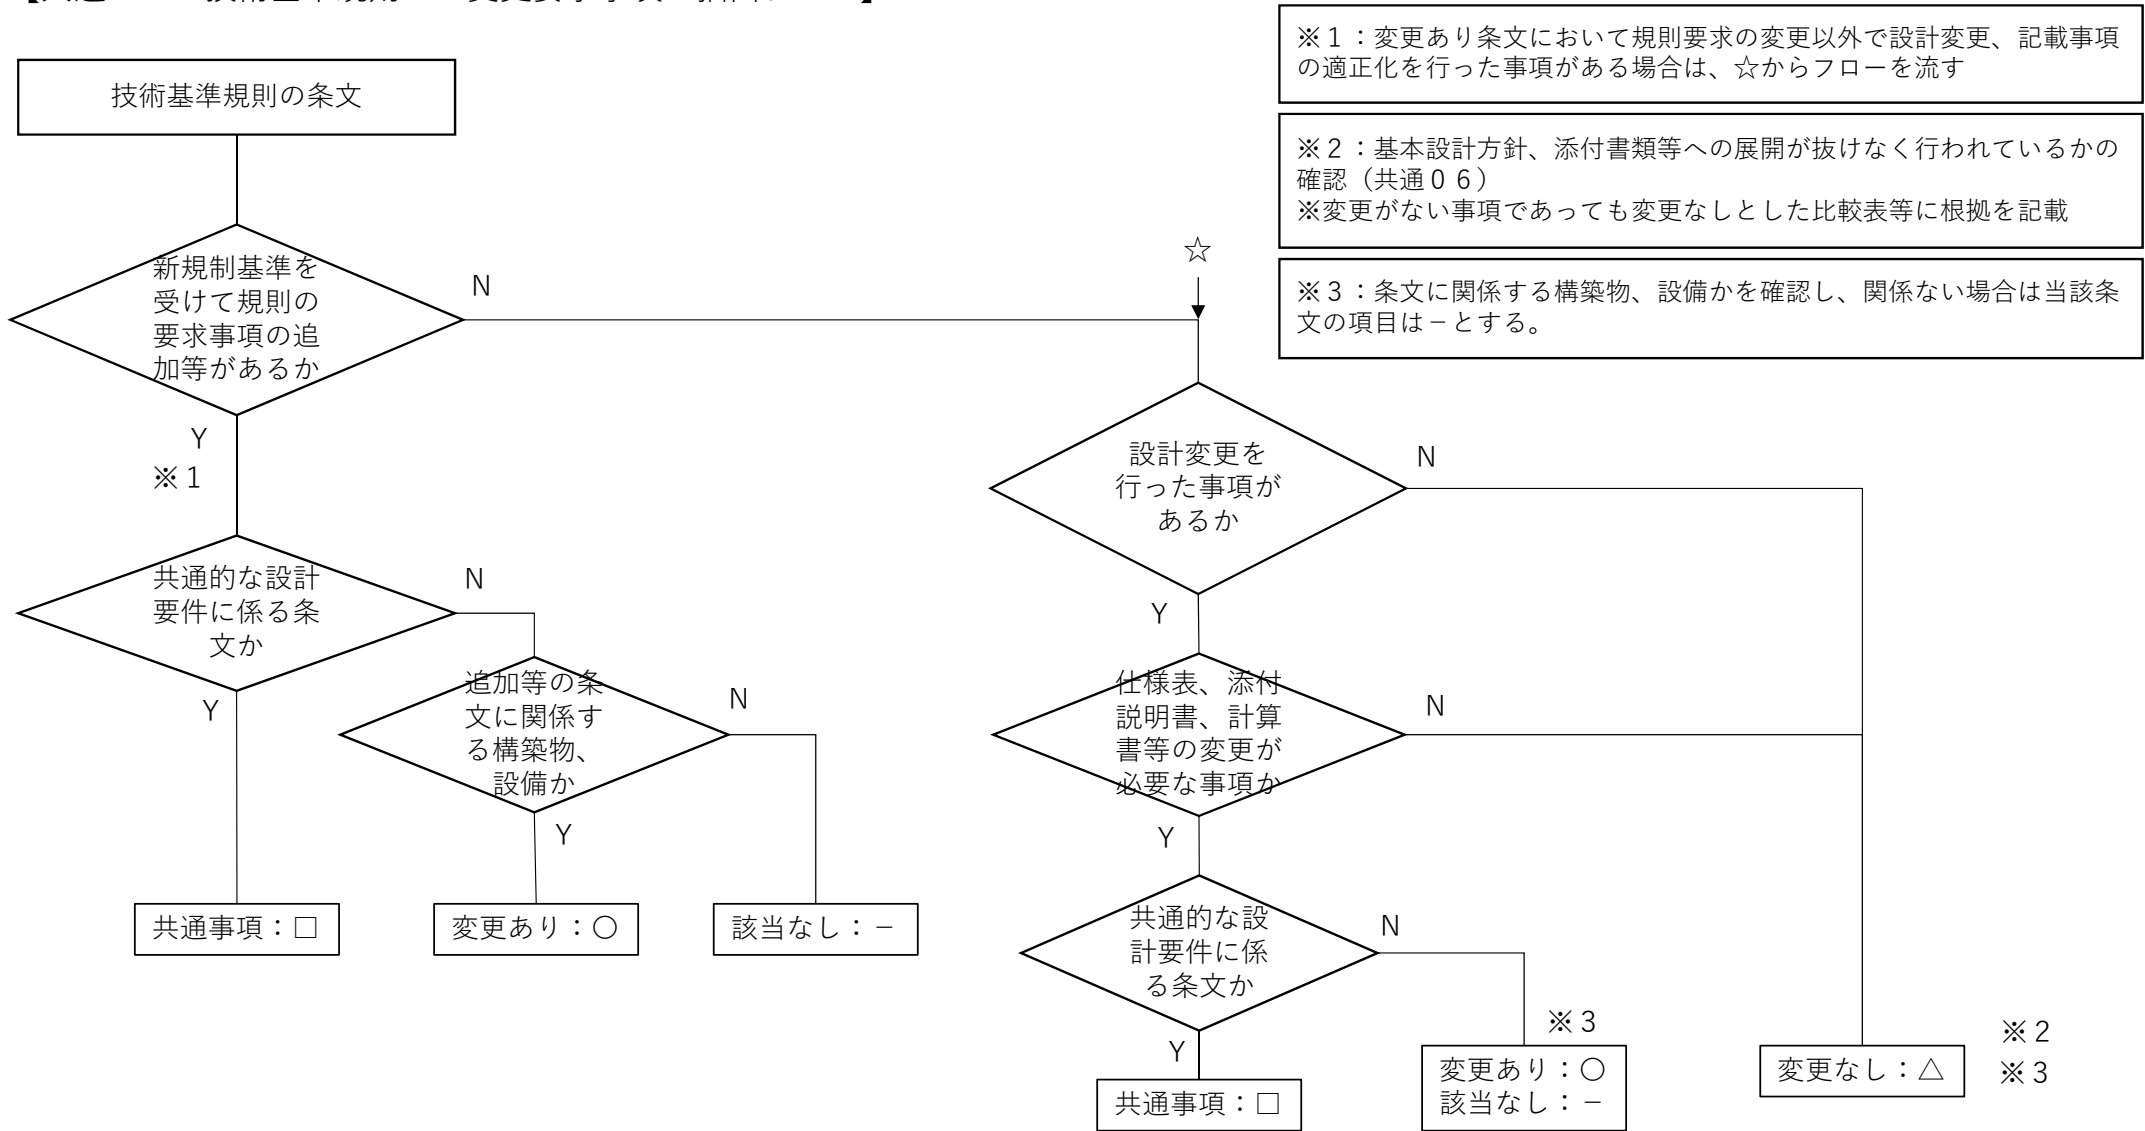 ※１：変更あり条文において規則要求の変更以外で設計変更、記載事項
の適正化を行った事項がある場合は、☆からフローを流す
※２：基本設計方針、添付書類等への展開が抜けなく行われているかの
確認（共通０６）
※変更がない事項であっても変更なしとした比較表等に根拠を記載
※３：条文に関係する構築物、設備かを確認し、関係ない場合は当該条
文の項目は－とする。
技術基準規則の条文
新規制基準を
受けて規則の
要求事項の追
加等があるか
N
☆
Y
※１
設計変更を
行った事項が
あるか
N
Y
共通的な設計
要件に係る条
文か
N
Y
追加等の条
文に関係す
る構築物、
設備か
N
Y
仕様表、添付
説明書、計算
書等の変更が
必要な事項か
N
Y
共通事項：□
変更あり：〇
該当なし：－
共通的な設
計要件に係
る条文か
N
Y
※３
共通事項：□
変更あり：〇
該当なし：－
変更なし：△
※２
※３